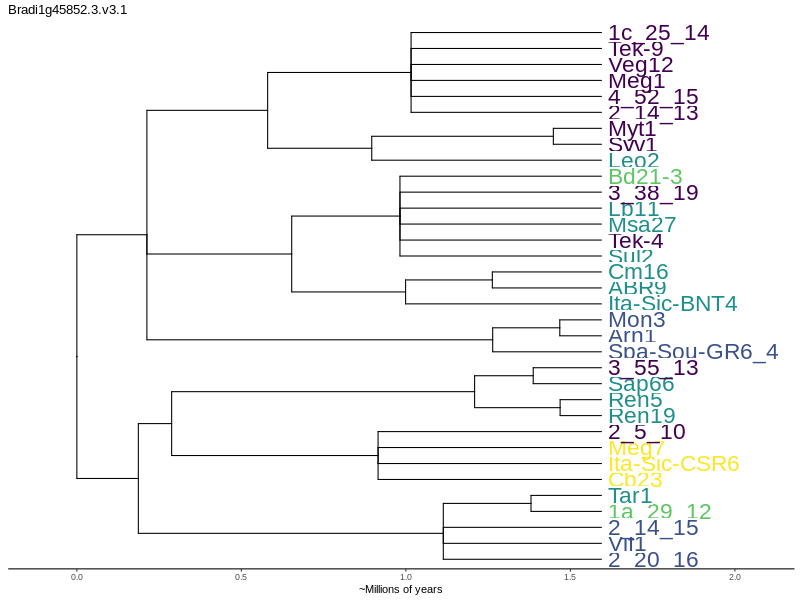 Bradi1g45852.3.v3.1
1c_25_14
Tek-9
Veg12
Meg1
4_52_15
2_14_13
Myt1
Svv1
Leo2
Bd21-3
3_38_19
Lb11
Msa27
Tek-4
Sul2
Cm16
ABR9
Ita-Sic-BNT4
Mon3
Arn1
Spa-Sou-GR6_4
3_55_13
Sap66
Ren5
Ren19
2_5_10
Meg7
Ita-Sic-CSR6
Cb23
Tar1
1a_29_12
2_14_15
Vil1
2_20_16
0.0 0.5 1.0 1.5 2.0
~Millions of years